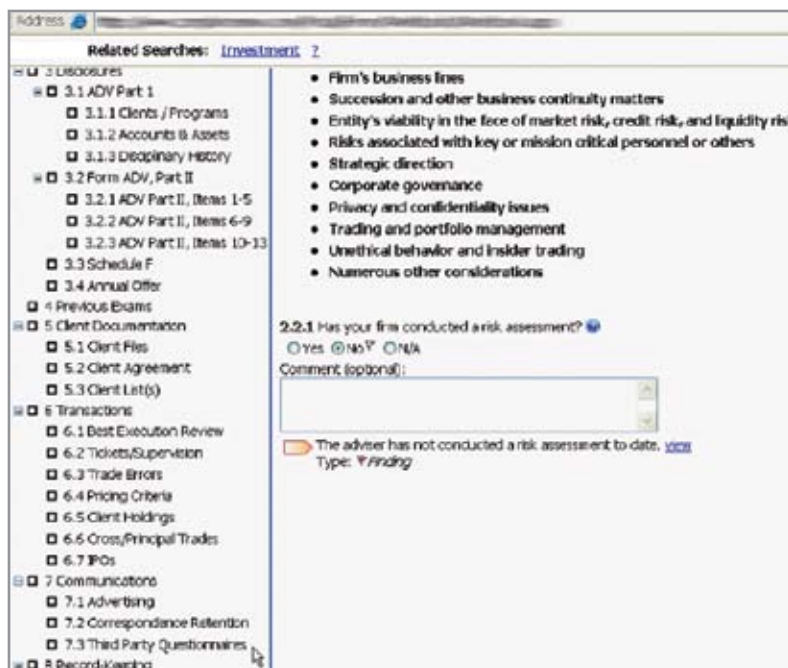 Address
Related Searches: Investment ?
3 Disclosures
3.1 ADV Part 1
3.1.1 Clients / Programs
3.1.2 Accounts & Assets
3.1.3 Disciplinary History
3.2 Form ADV, Part II
3.2.1 ADV Part II, Items 1-5
3.2.2 ADV Part II, Items 6-9
3.2.3 ADV Part II, Items 10-13
3.3 Schedule F
3.4 Annual Offer
4 Previous Exams
5 Client Documentation
5.1 Client Files
5.2 Client Agreement
5.3 Client List(s)
6 Transactions
6.1 Best Execution Review
6.2 Tickets/Supervision
6.3 Trade Errors
6.4 Pricing Criteria
6.5 Client Holdings
6.6 Cross/Principal Trades
6.7 IPOs
7 Communications
7.1 Advertising
7.2 Correspondence Retention
7.3 Third Party Questionnaires
8 Record-Keeping
• Firm's business lines
• Succession and other business continuity matters
• Entity's viability in the face of market risk, credit risk, and liquidity ris
• Risks associated with key or mission critical personnel or others
• Strategic direction
• Corporate governance
• Privacy and confidentiality issues
• Trading and portfolio management
• Unethical behavior and insider trading
• Numerous other considerations
2.2.1 Has your firm conducted a risk assessment?
Yes No N/A
Comment (optional):
The adviser has not conducted a risk assessment to date. view
Type: Finding